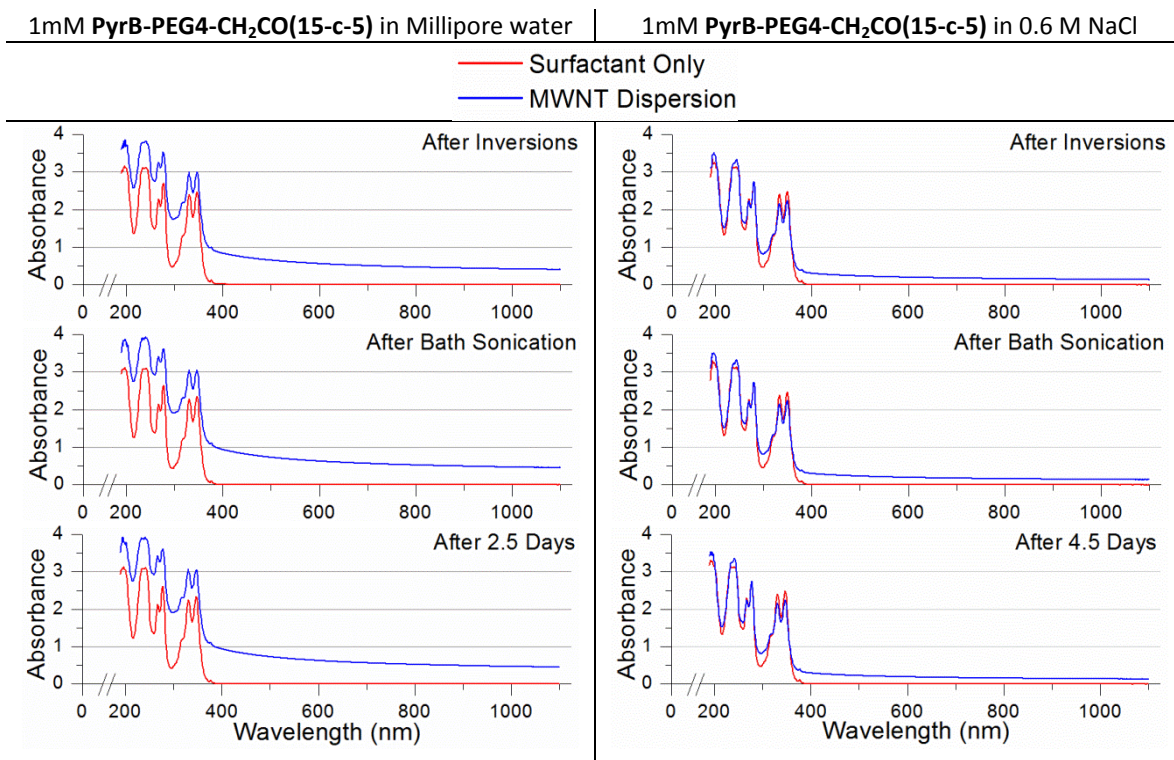 1mM PyrB-PEG4-CH₂CO(15-c-5) in Millipore water
1mM PyrB-PEG4-CH₂CO(15-c-5) in 0.6 M NaCl
Surfactant Only
MWNT Dispersion
After Inversions
Absorbance
4
3
2
1
0
0 200 400 600 800 1000
After Inversions
Absorbance
4
3
2
1
0
0 200 400 600 800 1000
After Bath Sonication
Absorbance
4
3
2
1
0
0 200 400 600 800 1000
After Bath Sonication
Absorbance
4
3
2
1
0
0 200 400 600 800 1000
After 2.5 Days
Absorbance
4
3
2
1
0
0 200 400 600 800 1000
Wavelength (nm)
After 4.5 Days
Absorbance
4
3
2
1
0
0 200 400 600 800 1000
Wavelength (nm)